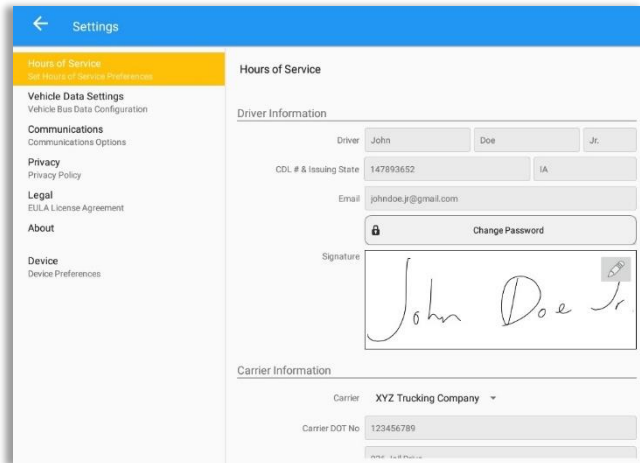 Settings
Hours of Service
Set Hours of Service Preferences
Vehicle Data Settings
Vehicle Bus Data Configuration
Communications
Communications Options
Privacy
Privacy Policy
Legal
EULA License Agreement
About
Device
Device Preferences
Hours of Service
Driver Information
Driver John Doe Jr.
CDL # & Issuing State 147893652 IA
Email johndoe.jr@gmail.com
Change Password
Signature John Doe Jr.
Carrier Information
Carrier XYZ Trucking Company
Carrier DOT No 123456789